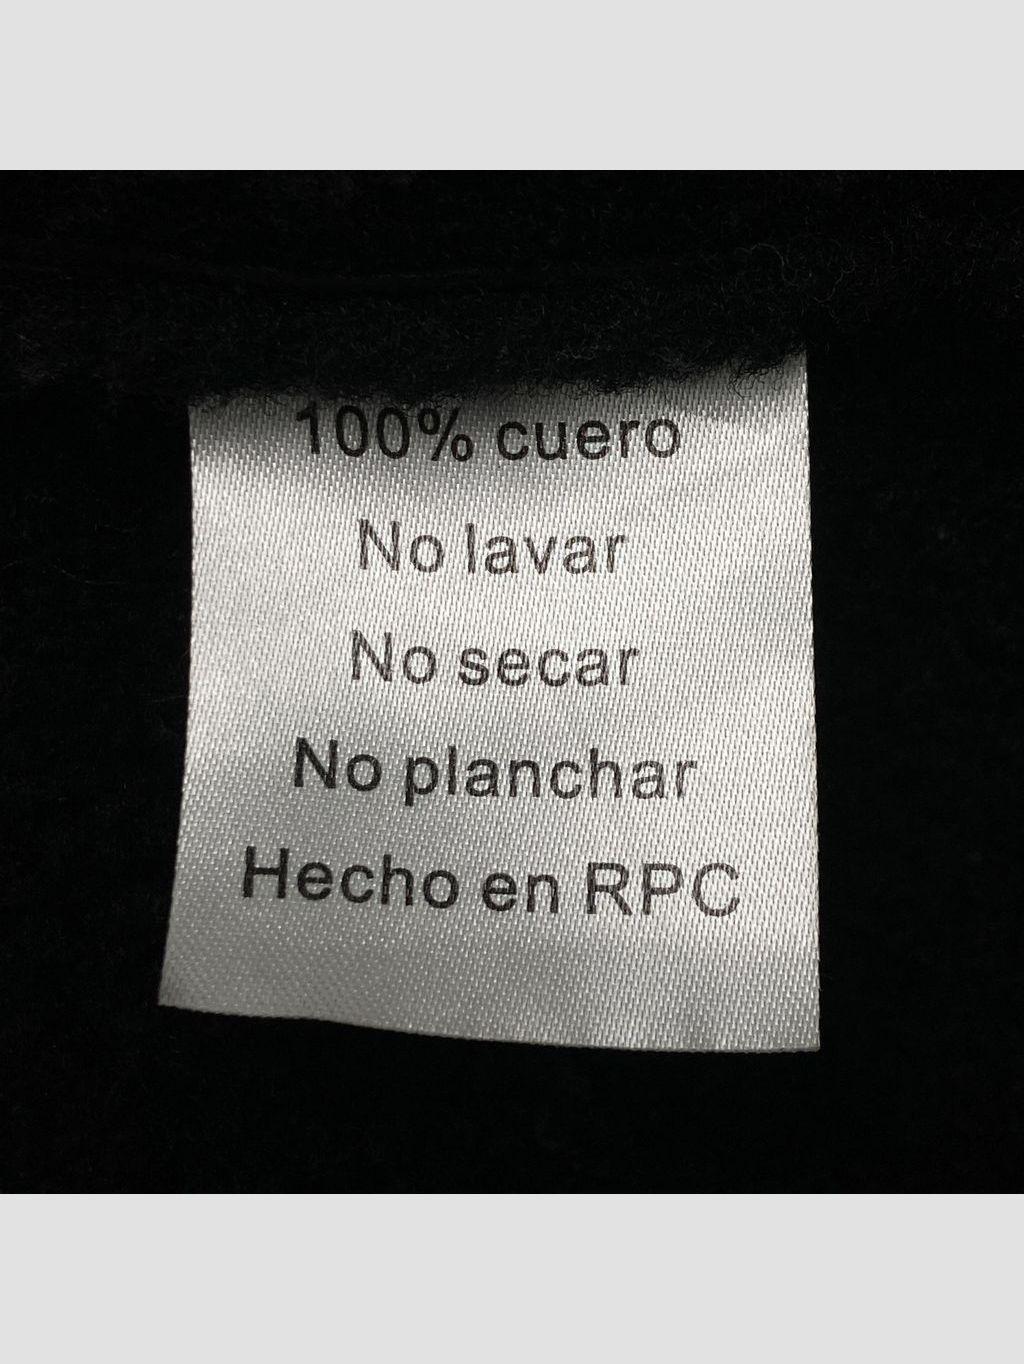 100% cuero
No lavar
No secar
No planchar
Hecho en RPC